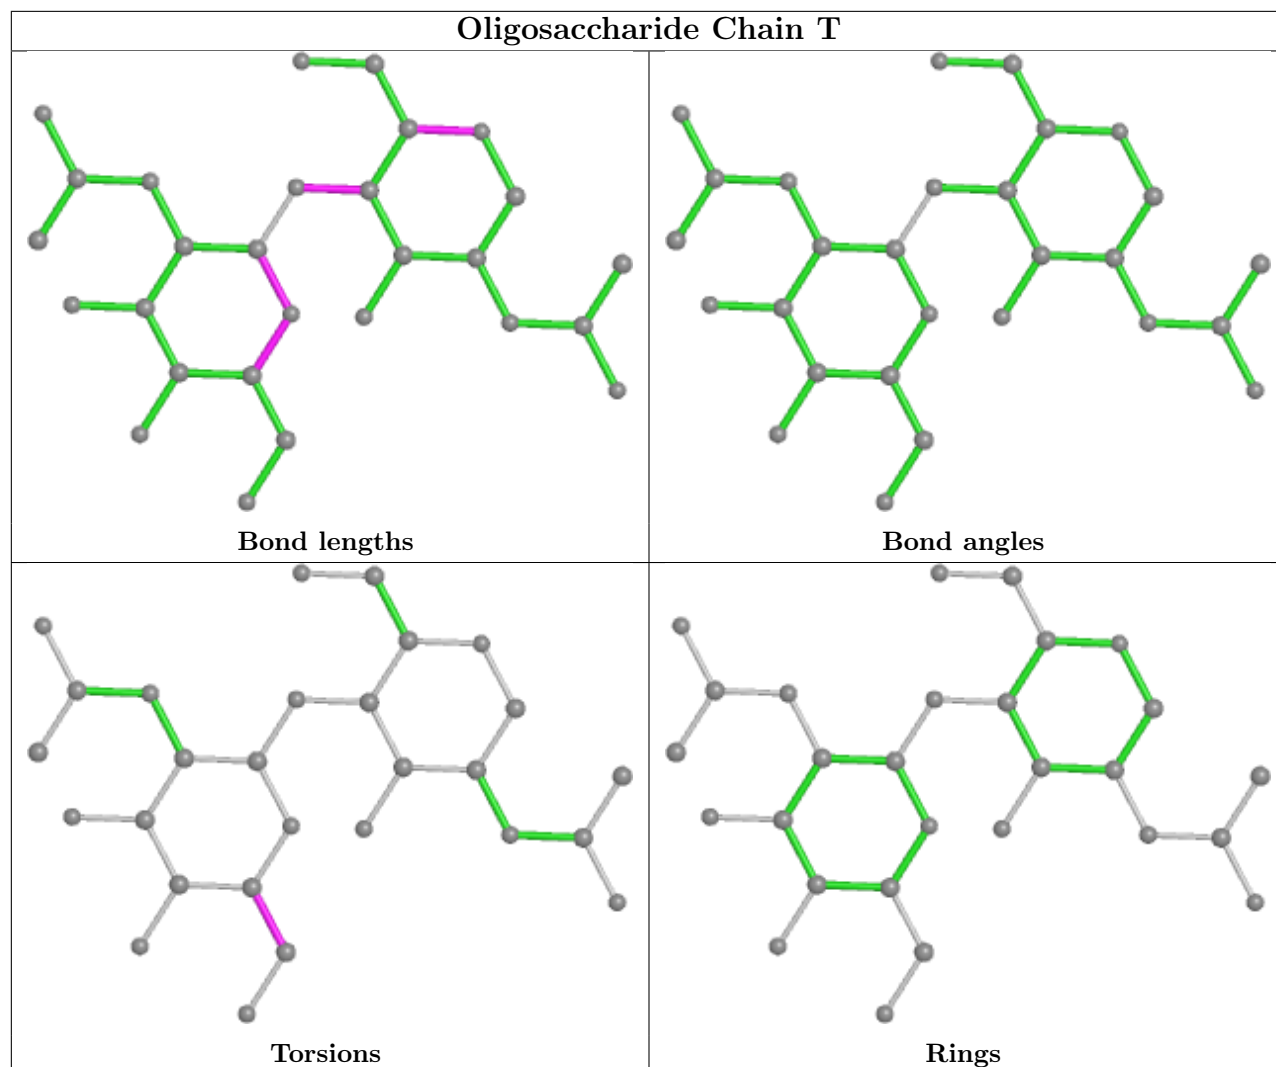 Oligosaccharide Chain T
Bond lengths
Bond angles
Torsions
Rings